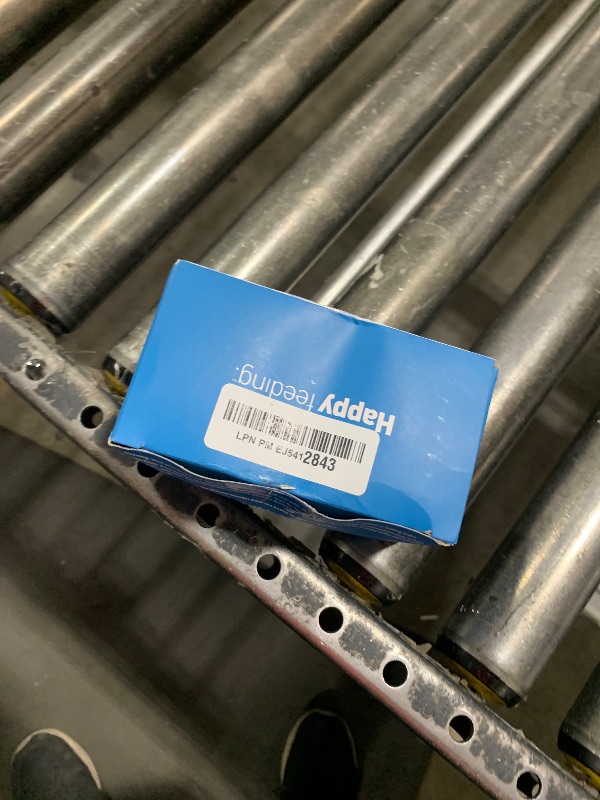 Happy feeding.
LPN PM EJ5412843